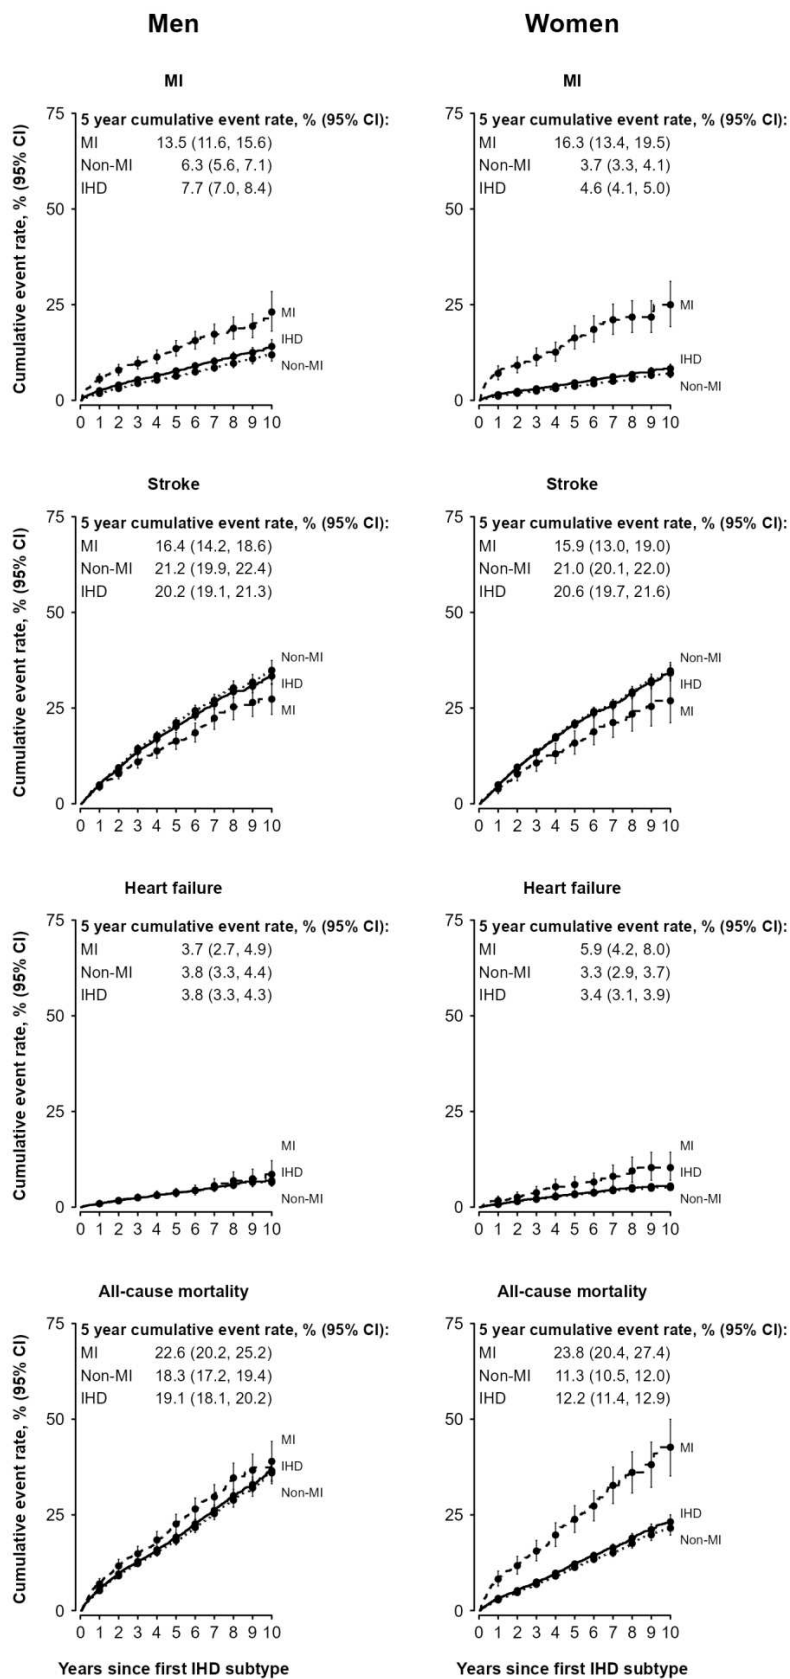 Men
Women
MI
MI
Cumulative event rate, % (95% CI)
75
50
25
0
5 year cumulative event rate, % (95% CI):
MI 13.5 (11.6, 15.6)
Non-MI 6.3 (5.6, 7.1)
IHD 7.7 (7.0, 8.4)
MI
IHD
Non-MI
0 1 2 3 4 5 6 7 8 9 10
75
50
25
0
5 year cumulative event rate, % (95% CI):
MI 16.3 (13.4, 19.5)
Non-MI 3.7 (3.3, 4.1)
IHD 4.6 (4.1, 5.0)
MI
IHD
Non-MI
0 1 2 3 4 5 6 7 8 9 10
Stroke
Stroke
Cumulative event rate, % (95% CI)
75
50
25
0
5 year cumulative event rate, % (95% CI):
MI 16.4 (14.2, 18.6)
Non-MI 21.2 (19.9, 22.4)
IHD 20.2 (19.1, 21.3)
Non-MI
IHD
MI
0 1 2 3 4 5 6 7 8 9 10
75
50
25
0
5 year cumulative event rate, % (95% CI):
MI 15.9 (13.0, 19.0)
Non-MI 21.0 (20.1, 22.0)
IHD 20.6 (19.7, 21.6)
Non-MI
IHD
MI
0 1 2 3 4 5 6 7 8 9 10
Heart failure
Heart failure
Cumulative event rate, % (95% CI)
75
50
25
0
5 year cumulative event rate, % (95% CI):
MI 3.7 (2.7, 4.9)
Non-MI 3.8 (3.3, 4.4)
IHD 3.8 (3.3, 4.3)
MI
IHD
Non-MI
0 1 2 3 4 5 6 7 8 9 10
75
50
25
0
5 year cumulative event rate, % (95% CI):
MI 5.9 (4.2, 8.0)
Non-MI 3.3 (2.9, 3.7)
IHD 3.4 (3.1, 3.9)
MI
IHD
Non-MI
0 1 2 3 4 5 6 7 8 9 10
All-cause mortality
All-cause mortality
Cumulative event rate, % (95% CI)
75
50
25
0
5 year cumulative event rate, % (95% CI):
MI 22.6 (20.2, 25.2)
Non-MI 18.3 (17.2, 19.4)
IHD 19.1 (18.1, 20.2)
MI
IHD
Non-MI
0 1 2 3 4 5 6 7 8 9 10
Years since first IHD subtype
75
50
25
0
5 year cumulative event rate, % (95% CI):
MI 23.8 (20.4, 27.4)
Non-MI 11.3 (10.5, 12.0)
IHD 12.2 (11.4, 12.9)
MI
IHD
Non-MI
0 1 2 3 4 5 6 7 8 9 10
Years since first IHD subtype